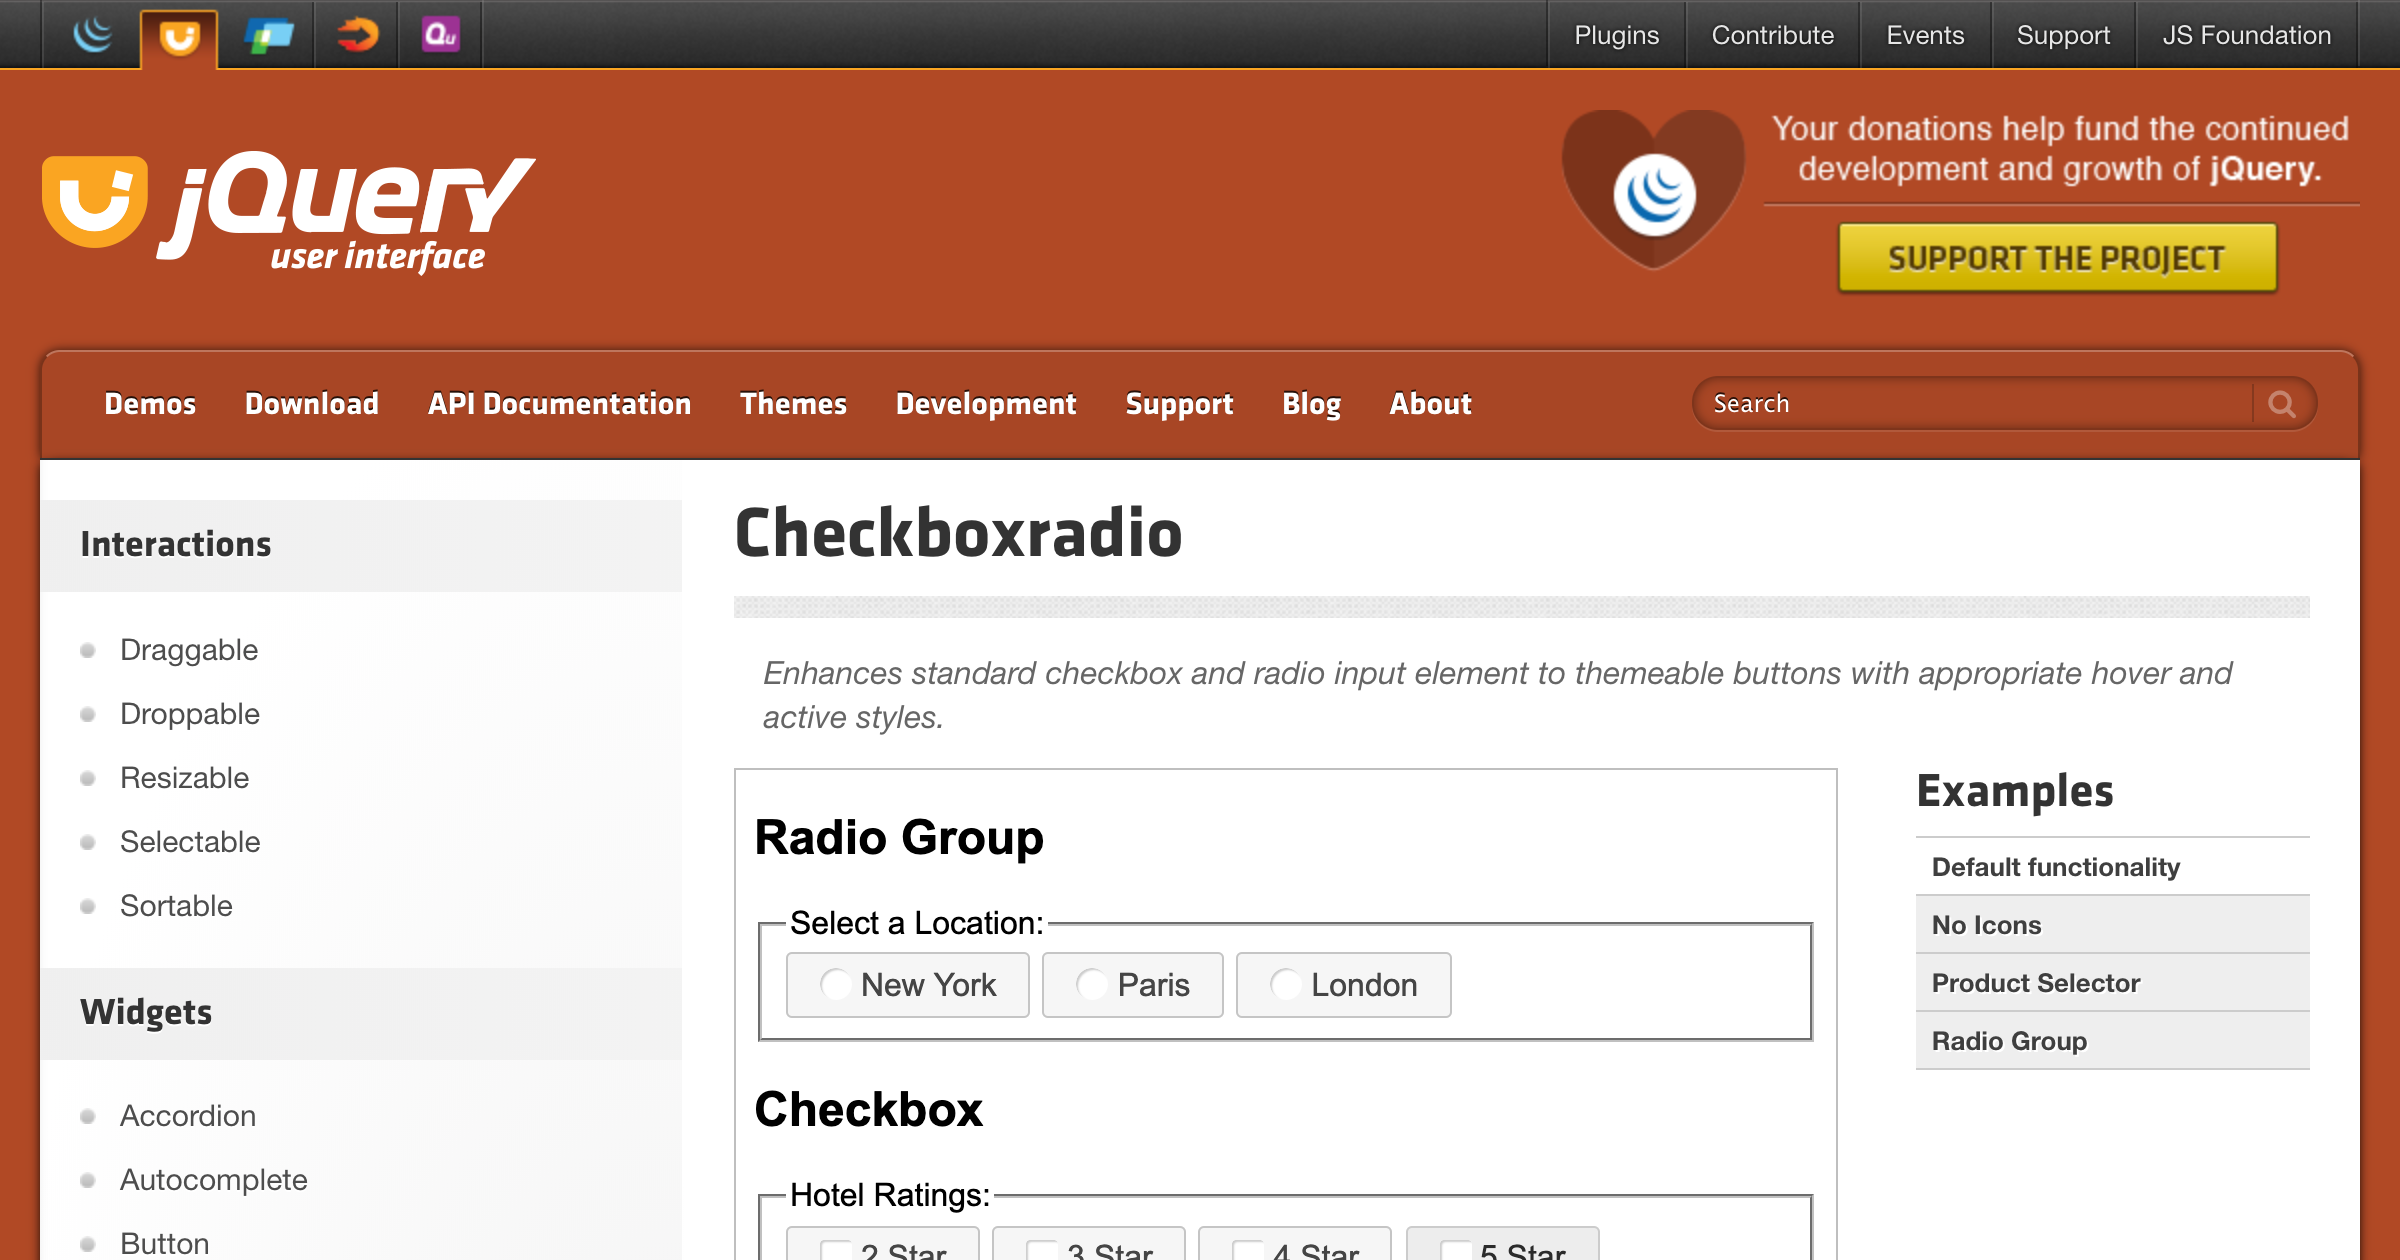 Qu
Plugins
Contribute
Events
Support
JS Foundation
jQuery
user interface
Your donations help fund the continued
development and growth of jQuery.
SUPPORT THE PROJECT
Demos
Download
API Documentation
Themes
Development
Support
Blog
About
Search
Interactions
Draggable
Droppable
Resizable
Selectable
Sortable
Widgets
Accordion
Autocomplete
Button
Checkboxradio
Enhances standard checkbox and radio input element to themeable buttons with appropriate hover and
active styles.
Radio Group
Select a Location:
New York
Paris
London
Checkbox
Hotel Ratings:
2 Star
3 Star
4 Star
5 Star
Examples
Default functionality
No Icons
Product Selector
Radio Group